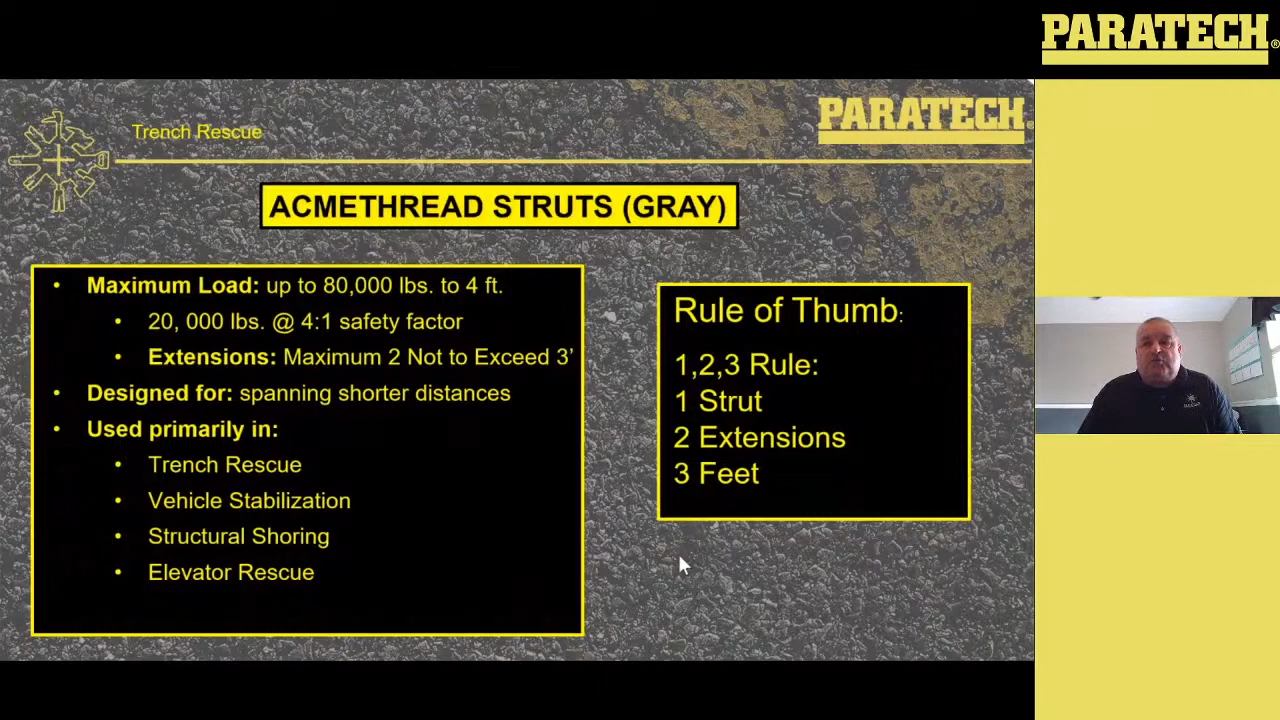 PARATECH®
Trench Rescue
PARATECH®
ACMETHREAD STRUTS (GRAY)
• Maximum Load: up to 80,000 lbs. to 4 ft.
• 20, 000 lbs. @ 4:1 safety factor
• Extensions: Maximum 2 Not to Exceed 3’
• Designed for: spanning shorter distances
• Used primarily in:
• Trench Rescue
• Vehicle Stabilization
• Structural Shoring
• Elevator Rescue
Rule of Thumb:
1,2,3 Rule:
1 Strut
2 Extensions
3 Feet